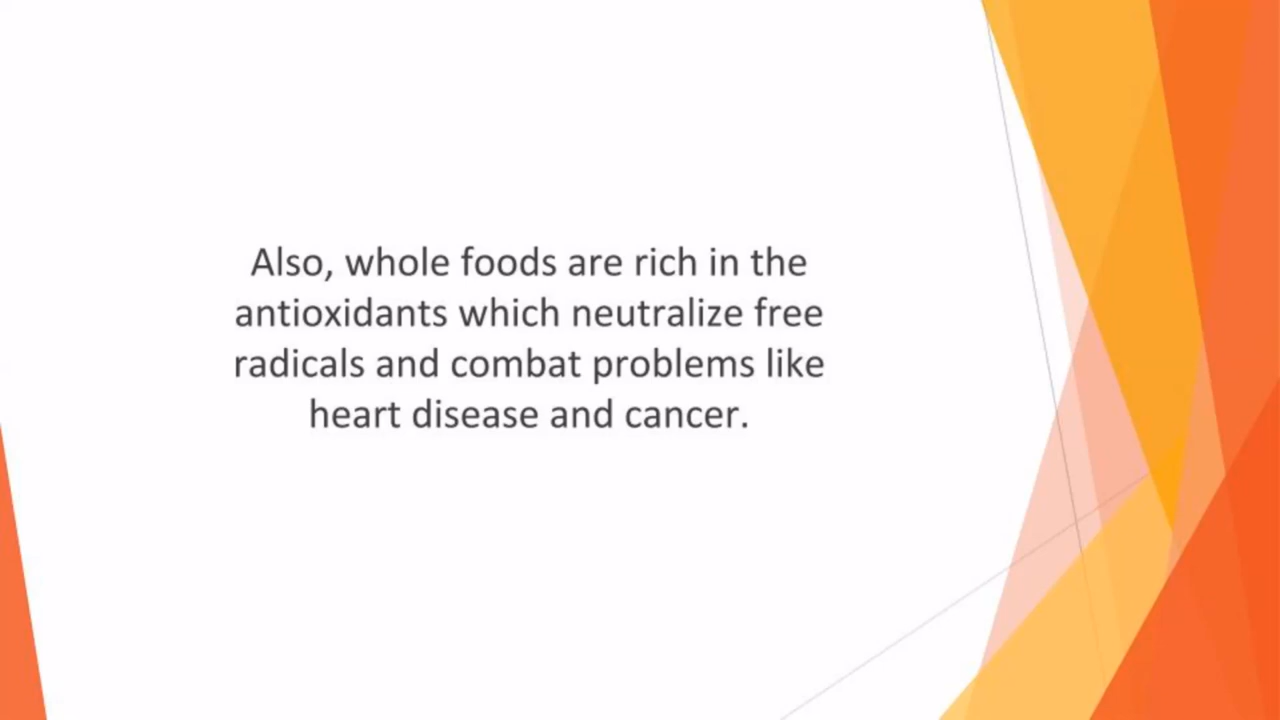 Also, whole foods are rich in the
antioxidants which neutralize free
radicals and combat problems like
heart disease and cancer.